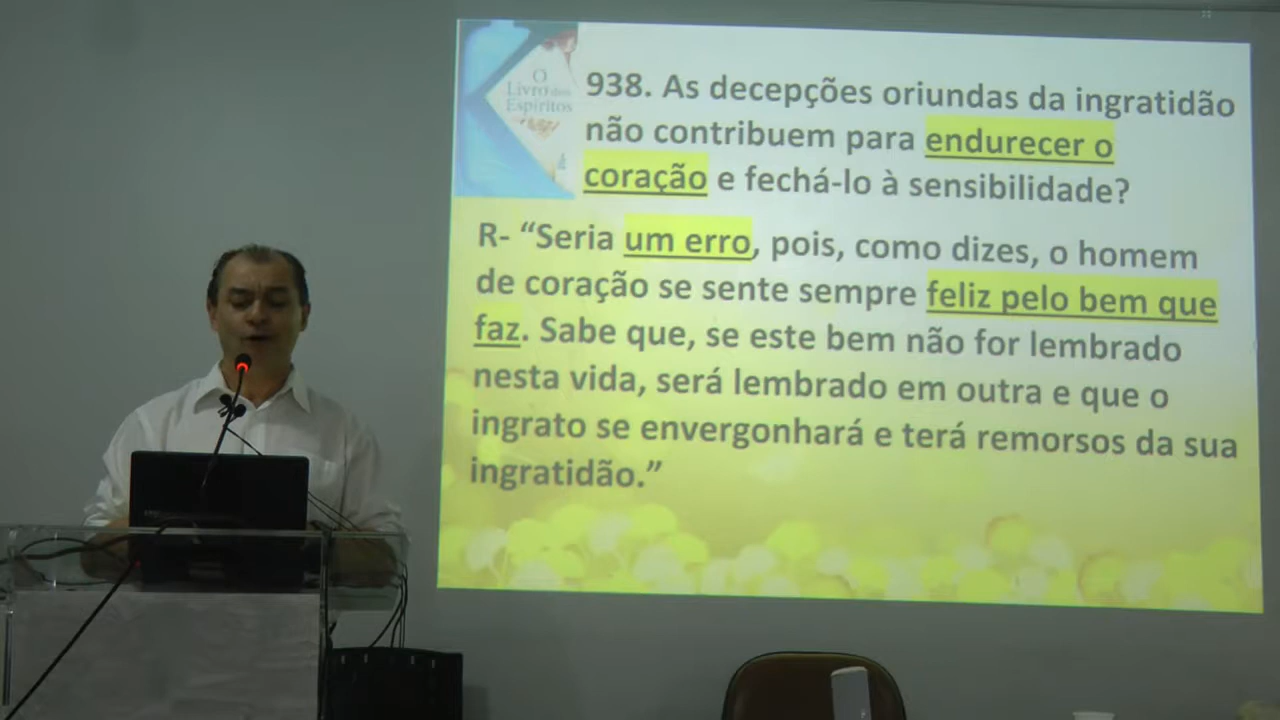 O
Livro dos
Espíritos
938. As decepções oriundas da ingratidão
não contribuem para endurecer o
coração e fechá-lo à sensibilidade?
R- “Seria um erro, pois, como dizes, o homem
de coração se sente sempre feliz pelo bem que
faz. Sabe que, se este bem não for lembrado
nesta vida, será lembrado em outra e que o
ingrato se envergonhará e terá remorsos da sua
ingratidão.”